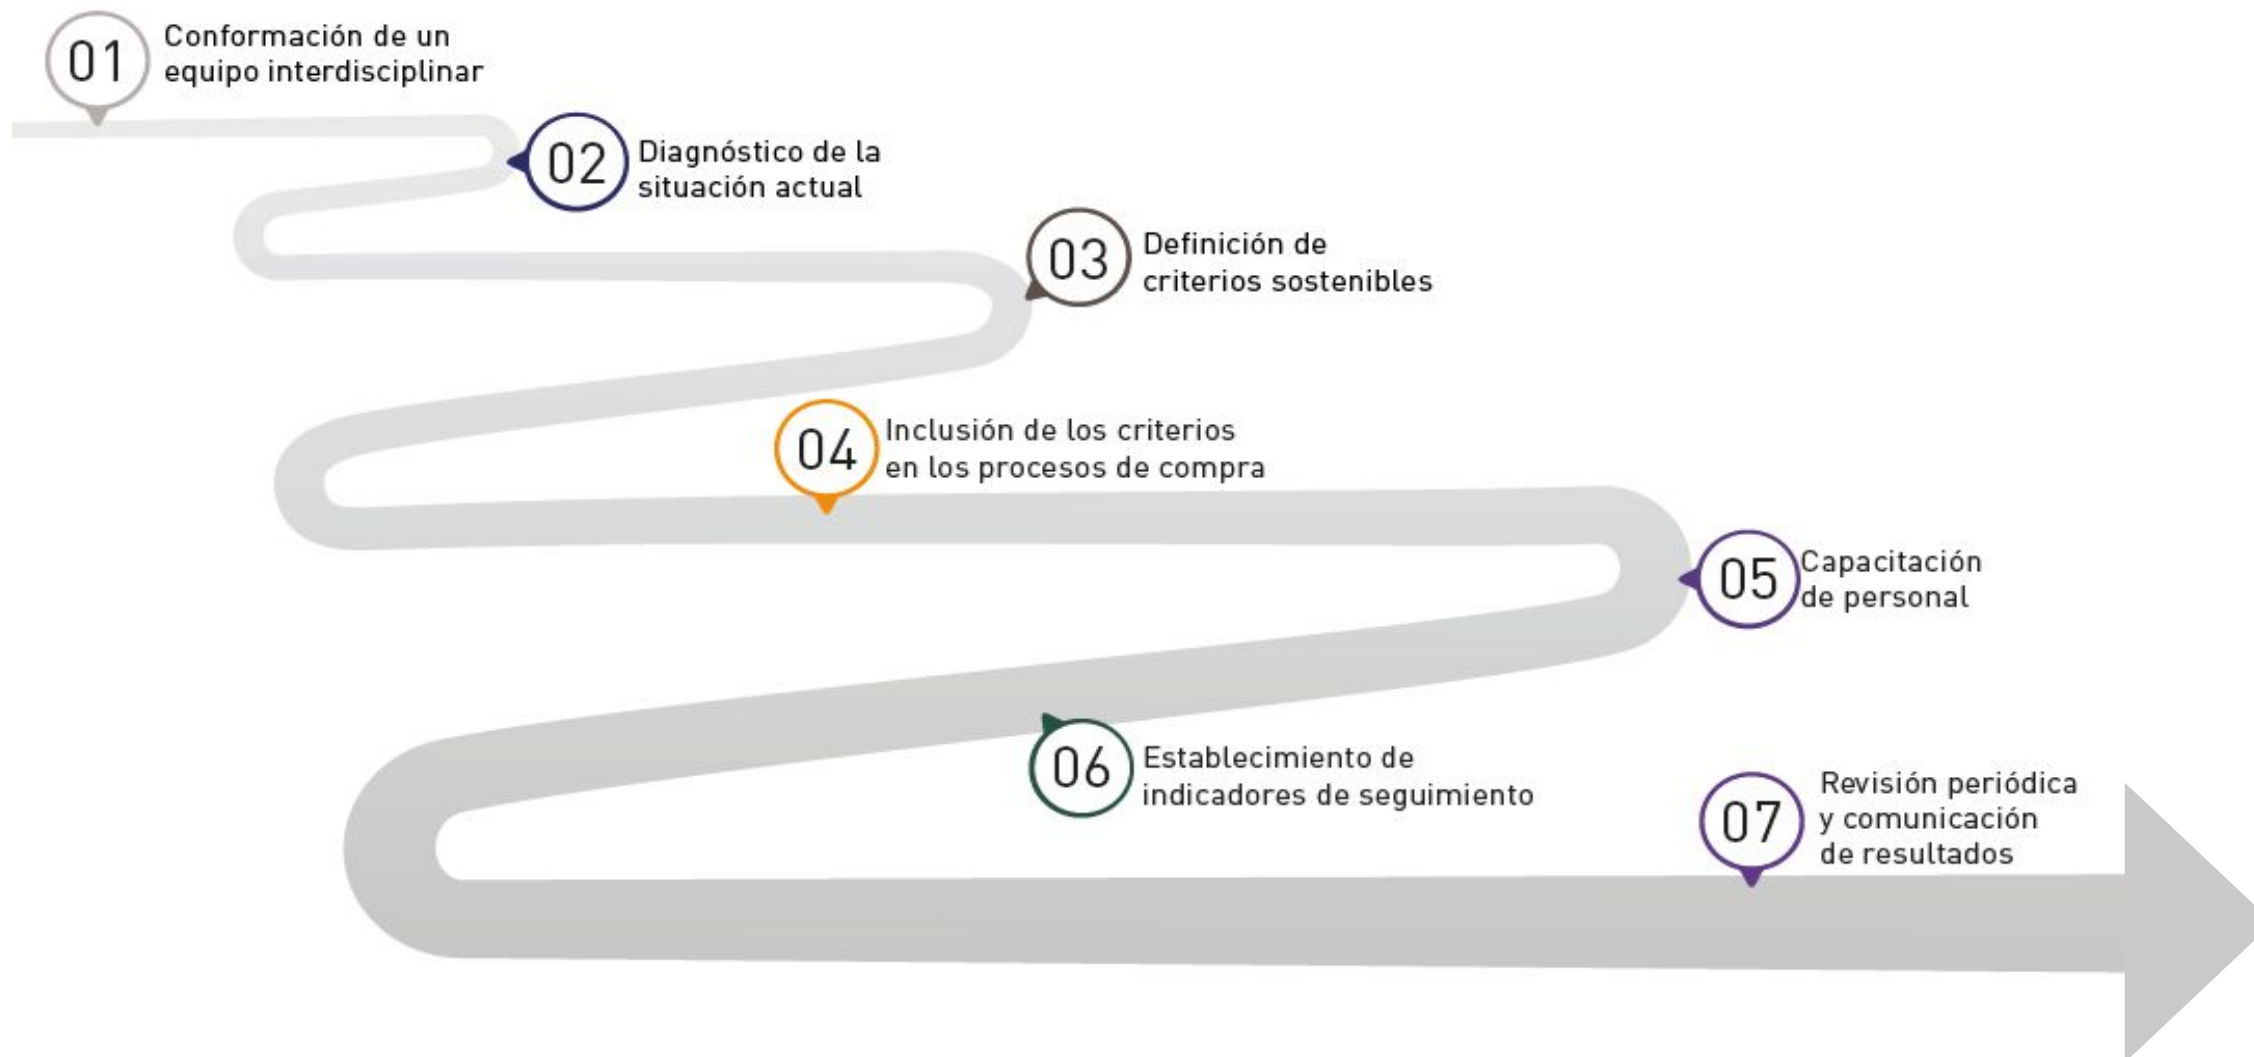 01
Conformación de un
equipo interdisciplinar
02
Diagnóstico de la
situación actual
03
Definición de
criterios sostenibles
04
Inclusión de los criterios
en los procesos de compra
05
Capacitación
de personal
06
Establecimiento de
indicadores de seguimiento
07
Revisión periódica
y comunicación
de resultados